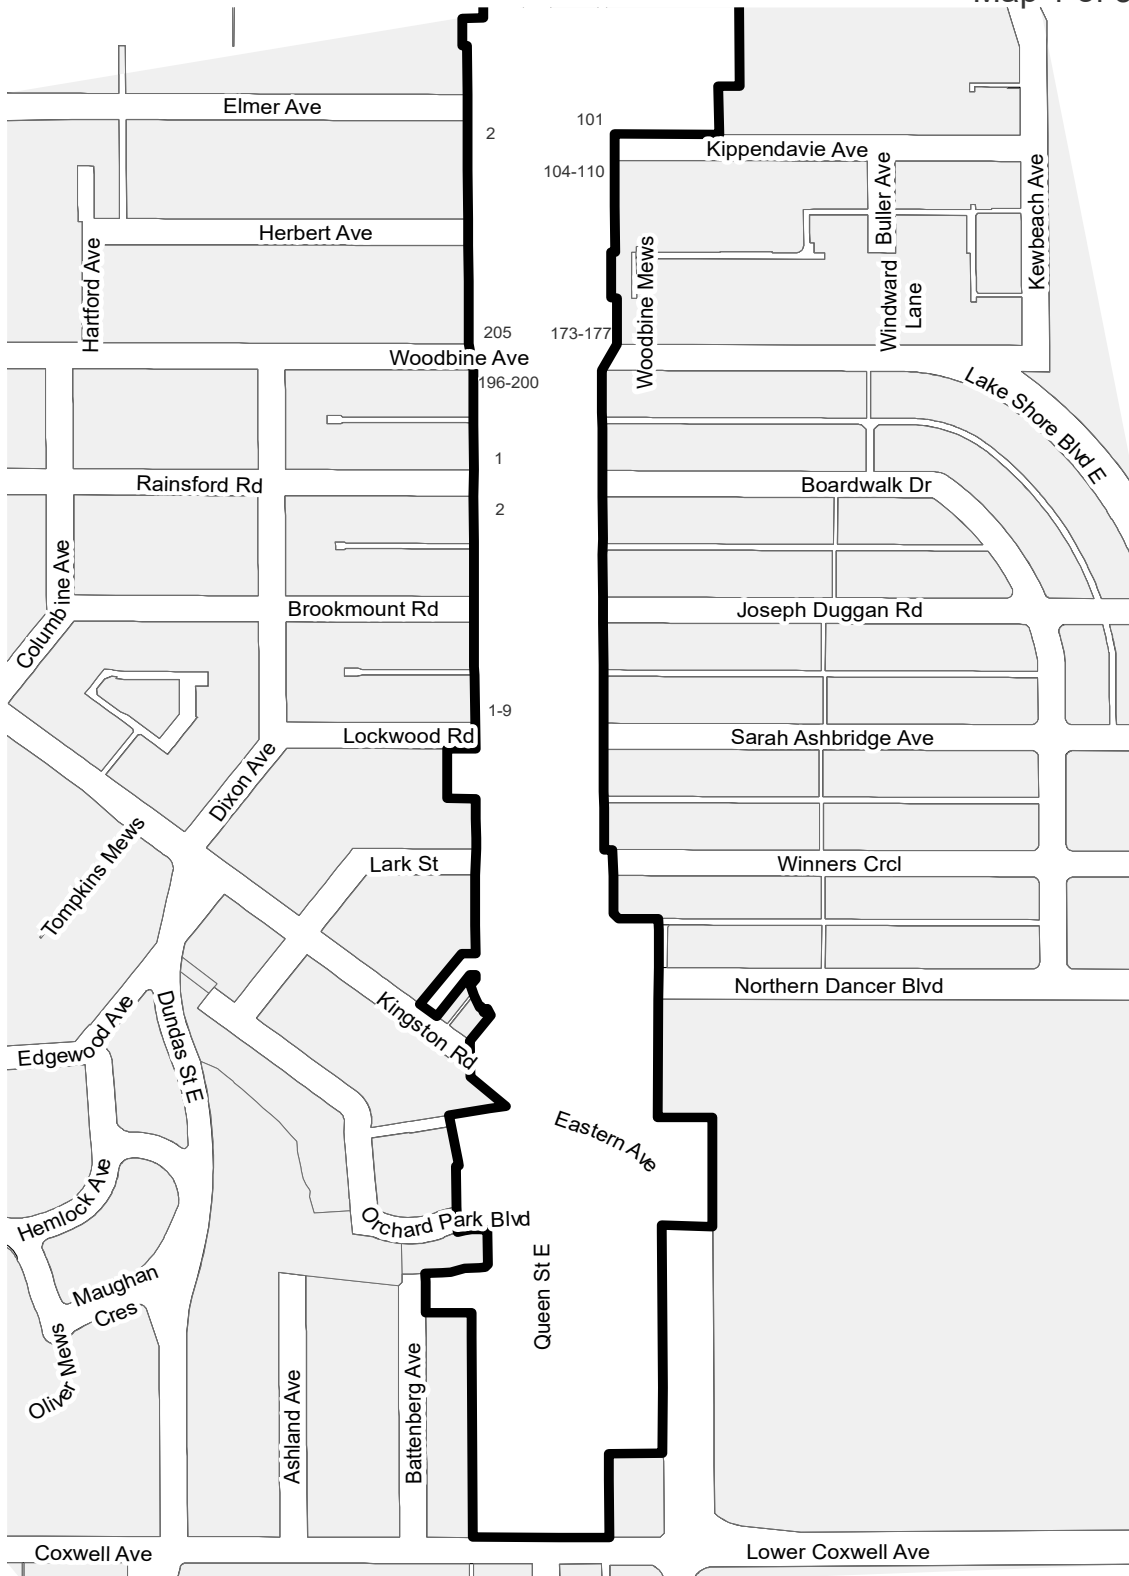 Elmer Ave
2
101
Kippendavie Ave
104-110
Buller Ave
Kewbeach Ave
Herbert Ave
Hartford Ave
Woodbine Mews
Windward
Lane
205
173-177
Woodbine Ave
196-200
Lake Shore Blvd E
1
Rainsford Rd
Boardwalk Dr
2
Columbine Ave
Brookmount Rd
Joseph Duggan Rd
1-9
Lockwood Rd
Sarah Ashbridge Ave
Dixon Ave
Tompkins Mews
Lark St
Winners Crcl
Northern Dancer Blvd
Kingston Rd
Edgewood Ave
Dundas St E
Eastern Ave
Hemlock Ave
Orchard Park Blvd
Maughan
Cres
Queen St E
Oliver Mews
Ashland Ave
Battenberg Ave
Coxwell Ave
Lower Coxwell Ave